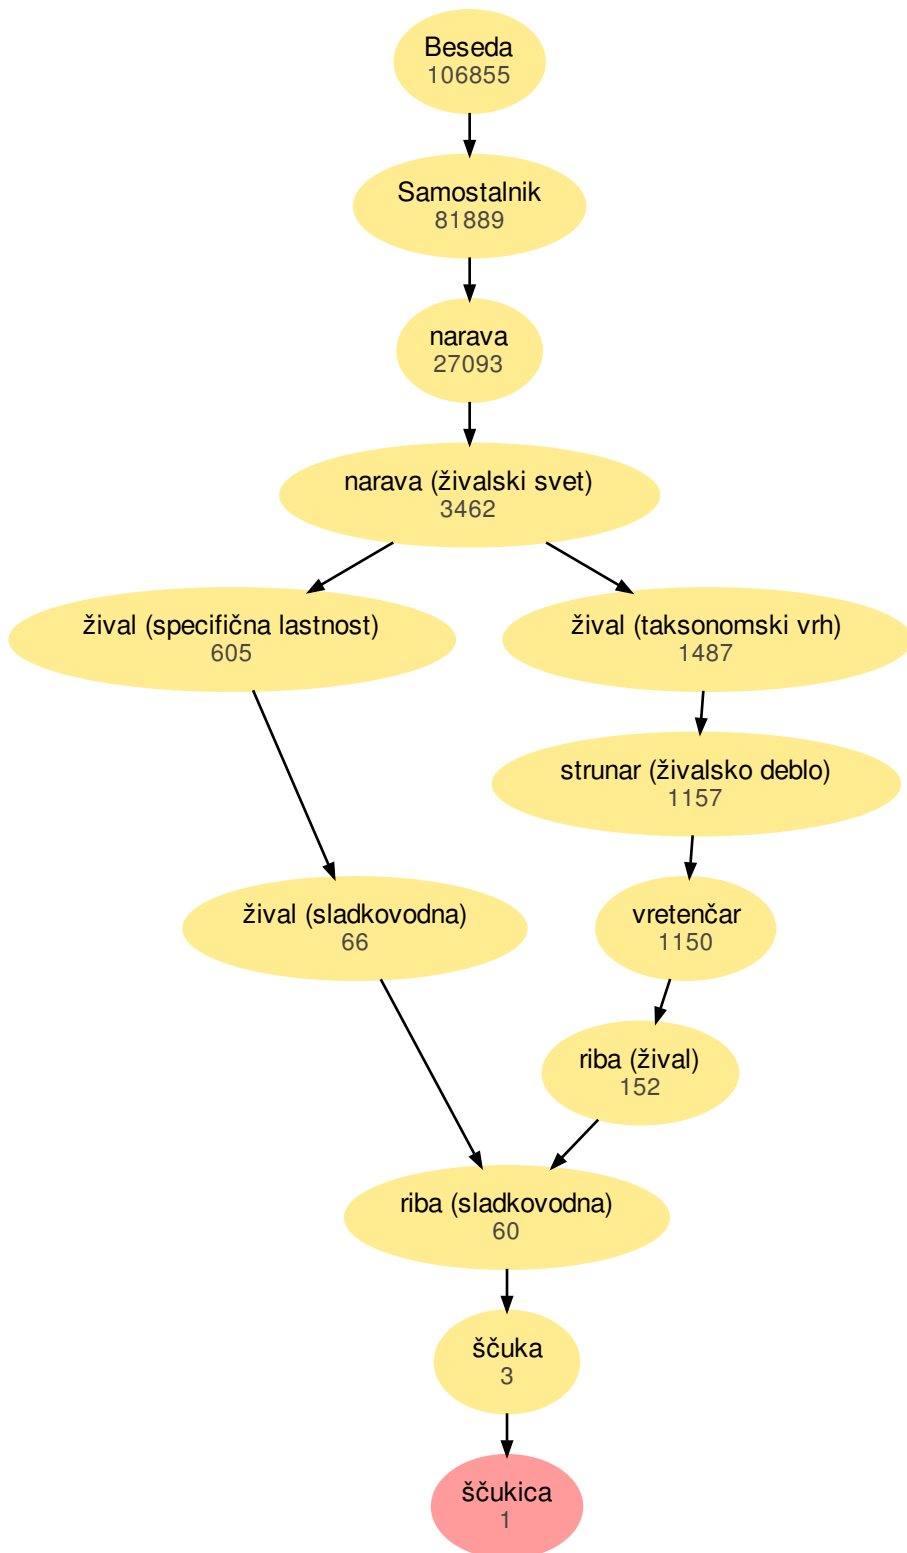 Beseda
106855
Samostalnik
81889
narava
27093
narava (živalski svet)
3462
žival (specifična lastnost)
605
žival (taksonomski vrh)
1487
strunar (živalsko deblo)
1157
žival (sladkovodna)
66
vretenčar
1150
riba (žival)
152
riba (sladkovodna)
60
ščuka
3
ščukica
1